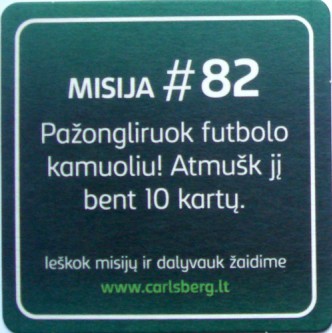 MISIJA #82
Pažongliruok futbolo
kamuoliu! Atmušk jį
bent 10 kartų.
Ieškok misijų ir dalyvauk žaidime
www.carlsberg.lt